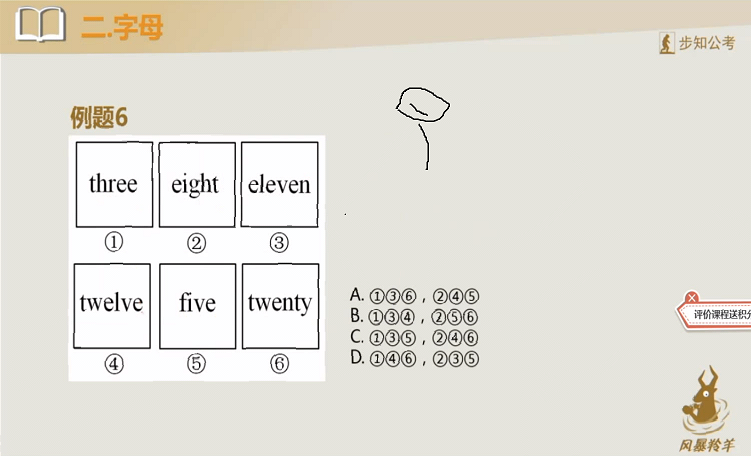 二.字母
步知公考
例题6
three eight eleven
① ② ③
twelve five twenty
④ ⑤ ⑥
A. ①③⑥，②④⑤
B. ①③④，②⑤⑥
C. ①③⑤，②④⑥
D. ①④⑥，②③⑤
评价课程送积分
风暴羚羊